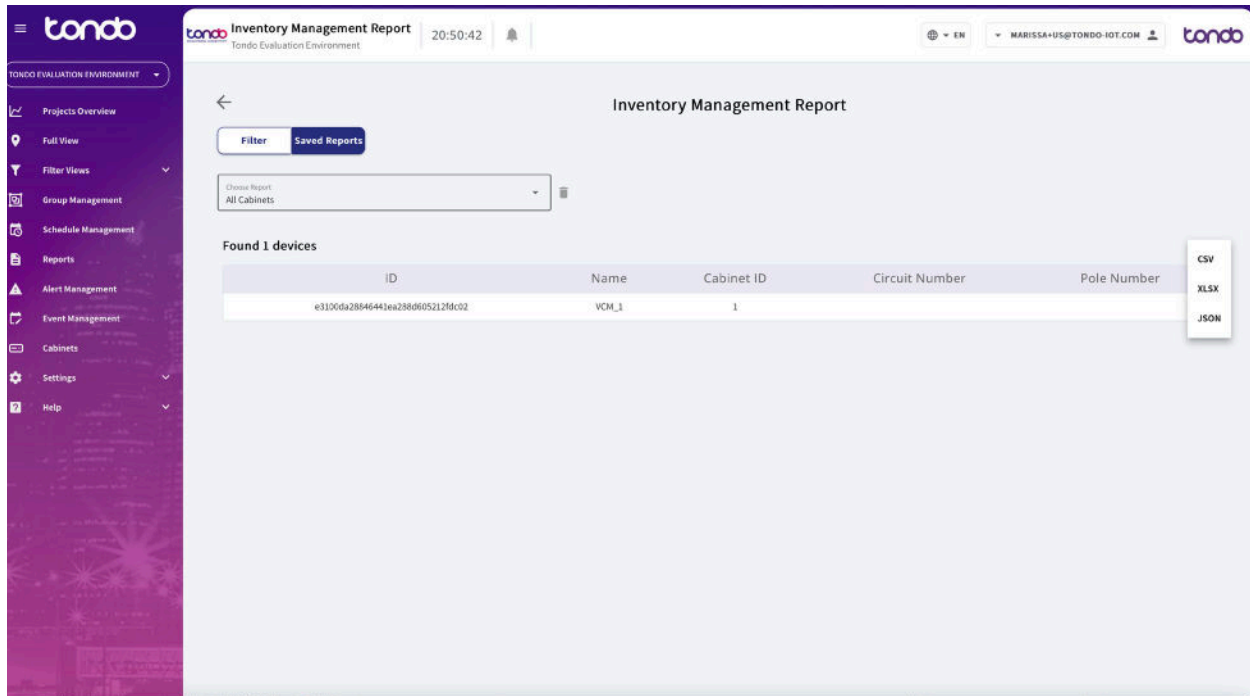 tondo
TONDO EVALUATION ENVIRONMENT
Projects Overview
Full View
Filter Views
Group Management
Schedule Management
Reports
Alert Management
Event Management
Cabinets
Settings
Help
tondo Inventory Management Report
Tondo Evaluation Environment
20:50:42
EN
MARISSA+US@TONDO-IOT.COM
tondo
Inventory Management Report
Filter Saved Reports
Choose Report
All Cabinets
Found 1 devices
ID Name Cabinet ID Circuit Number Pole Number
e3100da28846441ea288d605212fdc02 VCM_1 1
CSV
XLSX
JSON